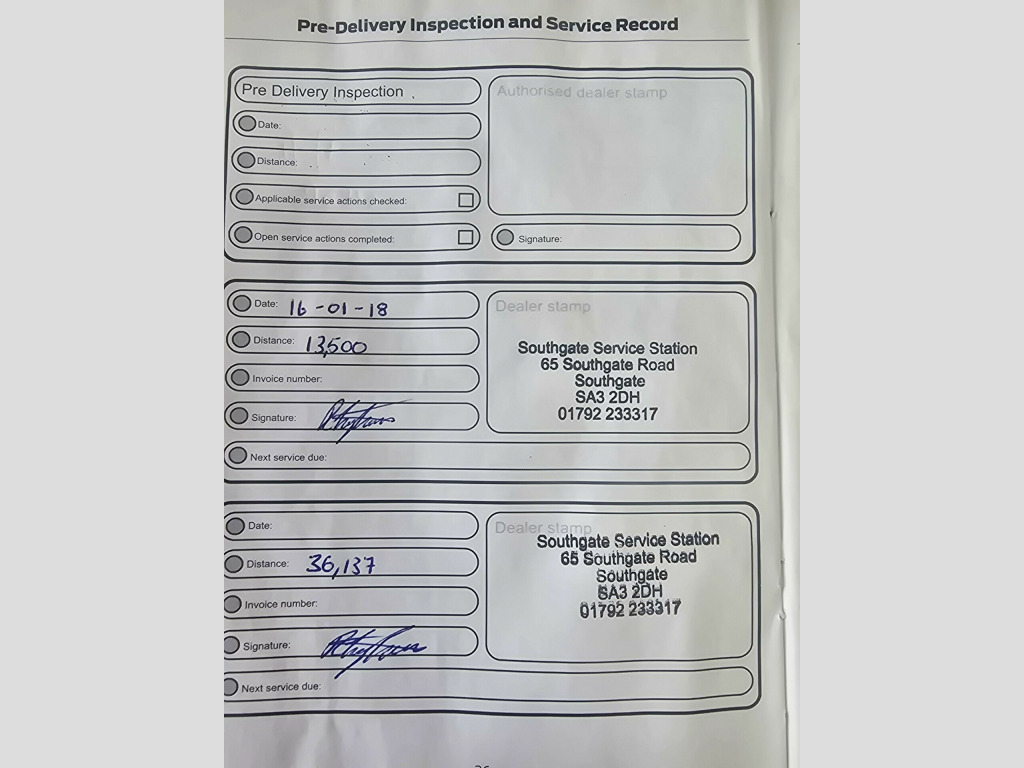 Pre-Delivery Inspection and Service Record
Pre Delivery Inspection
Authorised dealer stamp
Date:
Distance:
Applicable service actions checked:
Open service actions completed:
Signature:
Date: 16-01-18
Distance: 13,500
Invoice number:
Signature:
Next service due:
Dealer stamp
Southgate Service Station
65 Southgate Road
Southgate
SA3 2DH
01792 233317
Date:
Distance: 36,137
Invoice number:
Signature:
Next service due:
Dealer stamp
Southgate Service Station
65 Southgate Road
Southgate
SA3 2DH
01792 233317